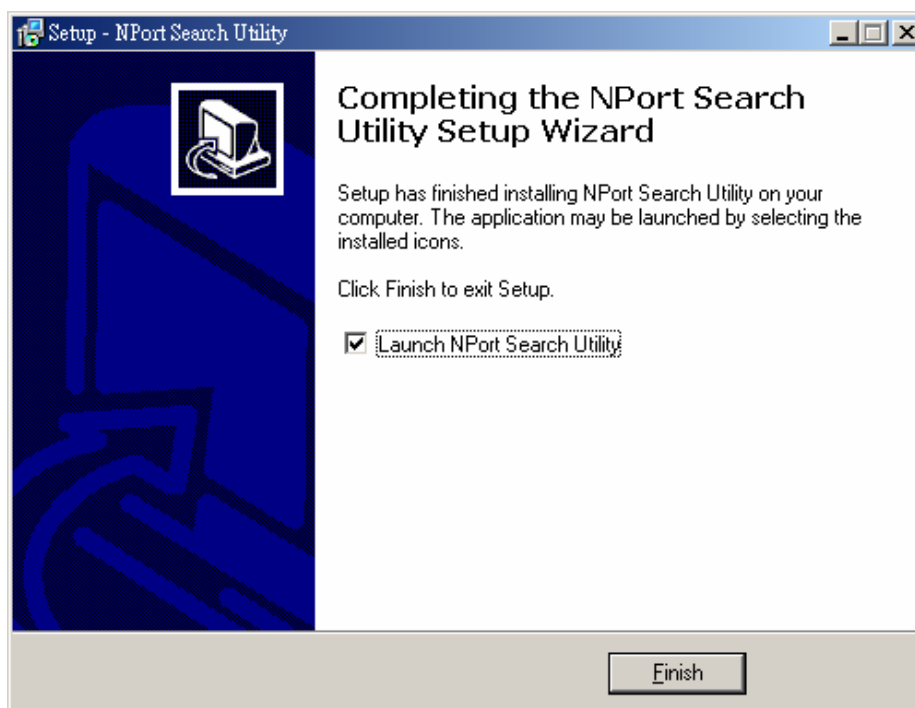 Setup - NPort Search Utility
Completing the NPort Search
Utility Setup Wizard
Setup has finished installing NPort Search Utility on your
computer. The application may be launched by selecting the
installed icons.
Click Finish to exit Setup.
Launch NPort Search Utility
Finish